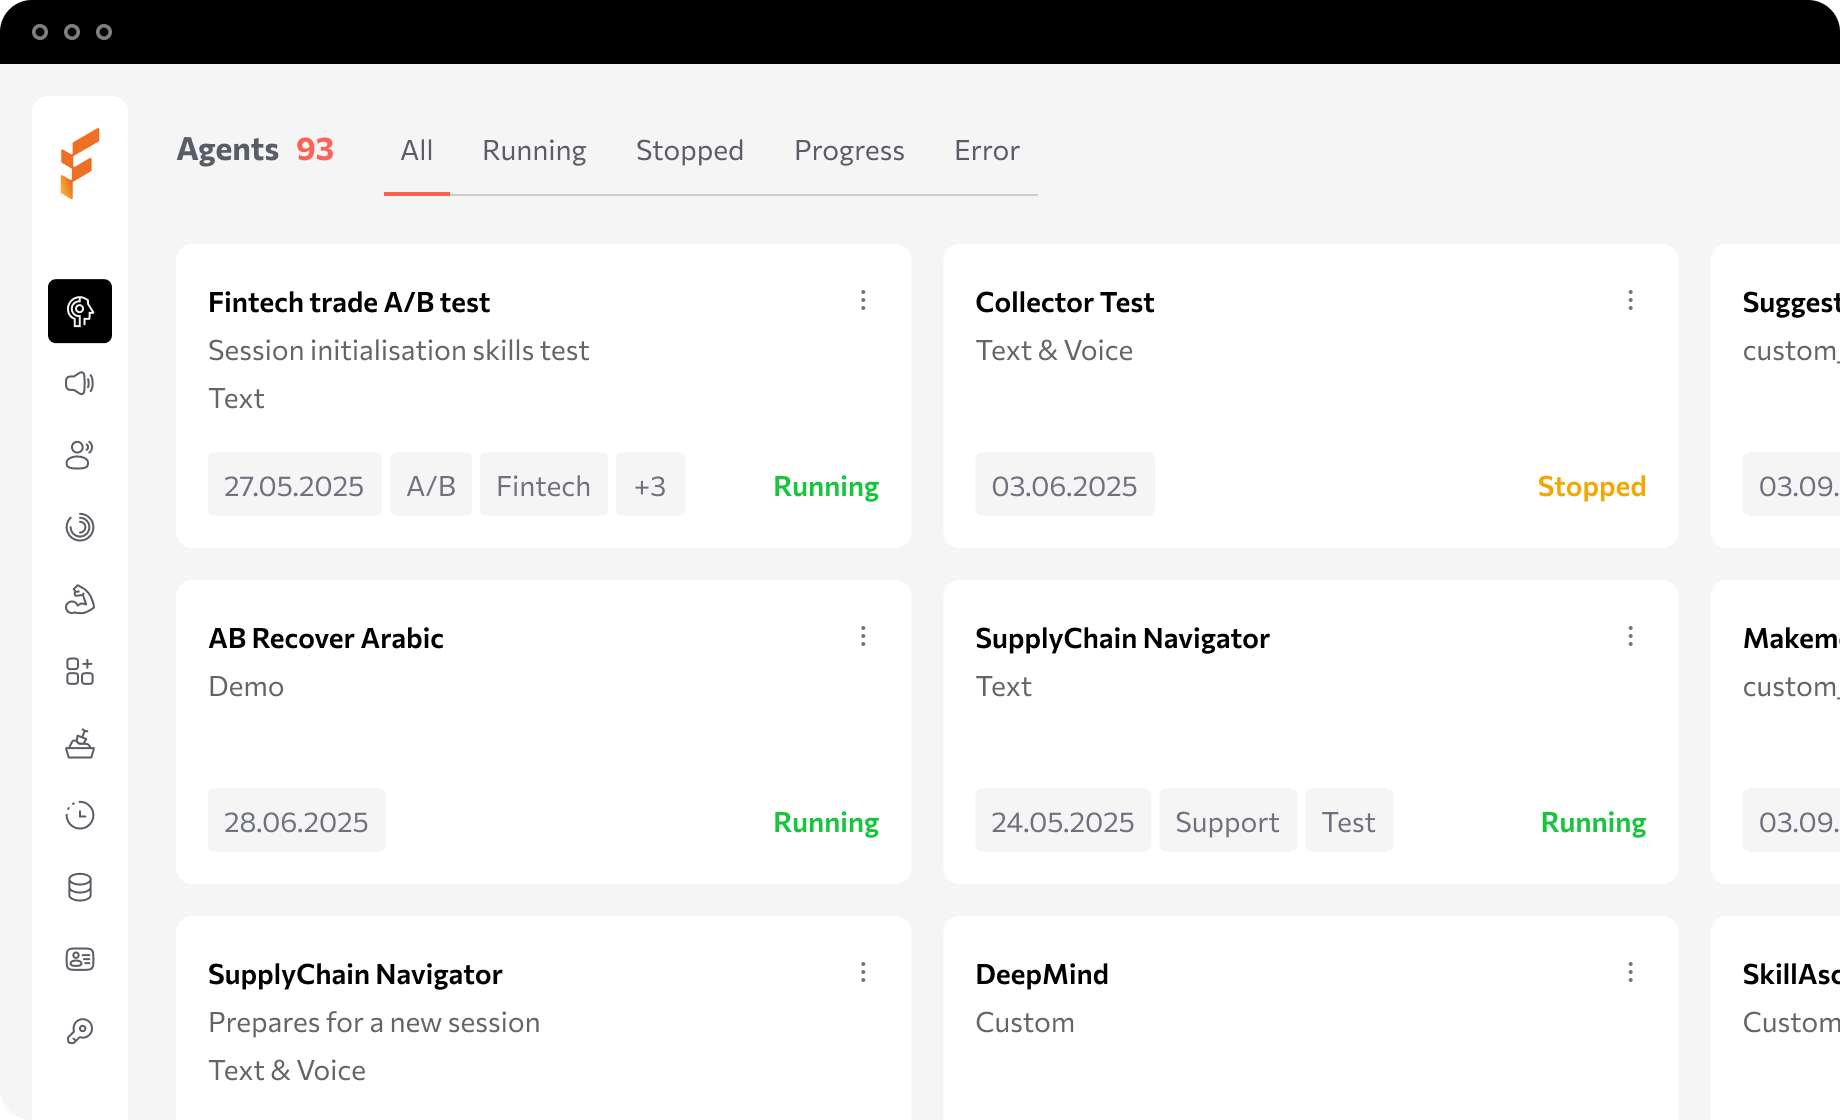 Agents 93 All Running Stopped Progress Error
Fintech trade A/B test
Session initialisation skills test
Text
27.05.2025 A/B Fintech +3 Running
Collector Test
Text & Voice
03.06.2025 Stopped
Suggest
custom_
03.09.
AB Recover Arabic
Demo
28.06.2025 Running
SupplyChain Navigator
Text
24.05.2025 Support Test Running
Makem
custom_
03.09.
SupplyChain Navigator
Prepares for a new session
Text & Voice
DeepMind
Custom
SkillAsc
Custom